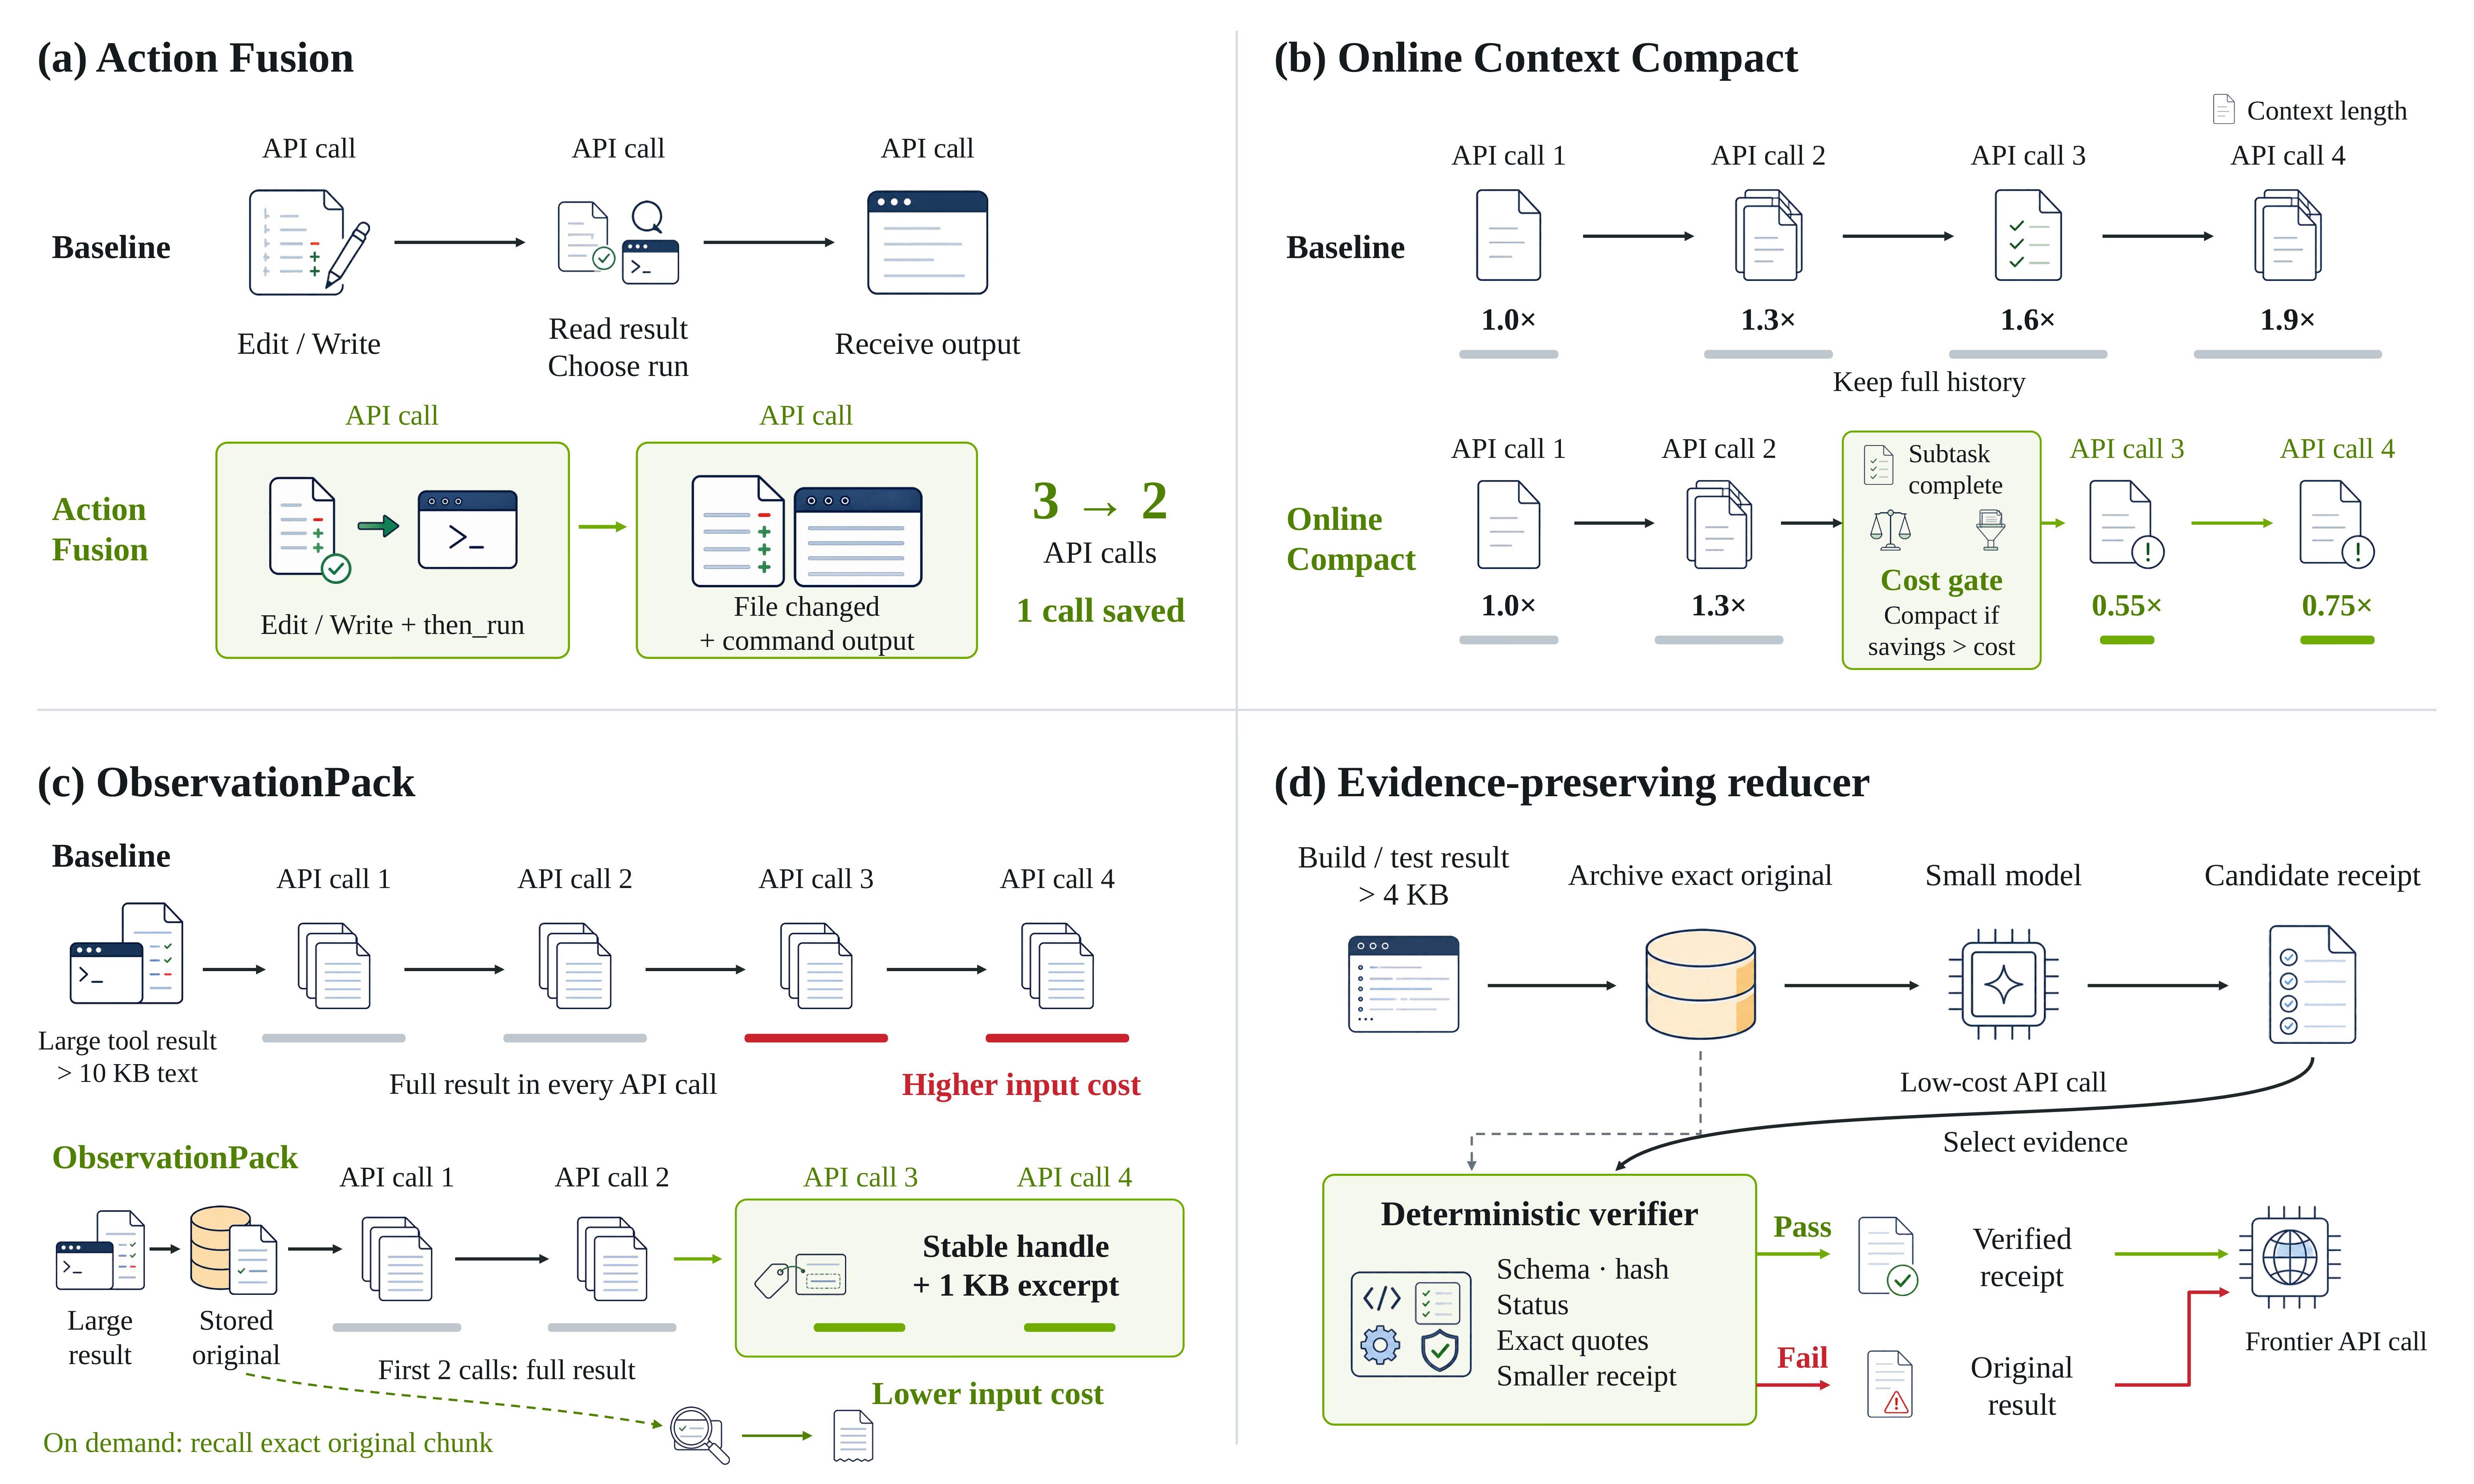 (a) Action Fusion
API call
API call
API call
Baseline
Edit / Write
Read result
Choose run
Receive output
API call
API call
Action
Fusion
Edit / Write + then_run
File changed
+ command output
3 → 2
API calls
1 call saved
(b) Online Context Compact
Context length
API call 1
API call 2
API call 3
API call 4
Baseline
1.0×
1.3×
1.6×
1.9×
Keep full history
API call 1
API call 2
Subtask
complete
API call 3
API call 4
Online
Compact
Cost gate
Compact if
savings > cost
1.0×
1.3×
0.55×
0.75×
(c) ObservationPack
Baseline
API call 1
API call 2
API call 3
API call 4
Large tool result
> 10 KB text
Full result in every API call
Higher input cost
ObservationPack
API call 1
API call 2
API call 3
API call 4
Stable handle
+ 1 KB excerpt
Large
result
Stored
original
First 2 calls: full result
Lower input cost
On demand: recall exact original chunk
(d) Evidence-preserving reducer
Build / test result
> 4 KB
Archive exact original
Small model
Candidate receipt
Low-cost API call
Select evidence
Deterministic verifier
Schema · hash
Status
Exact quotes
Smaller receipt
Pass
Verified
receipt
Fail
Original
result
Frontier API call